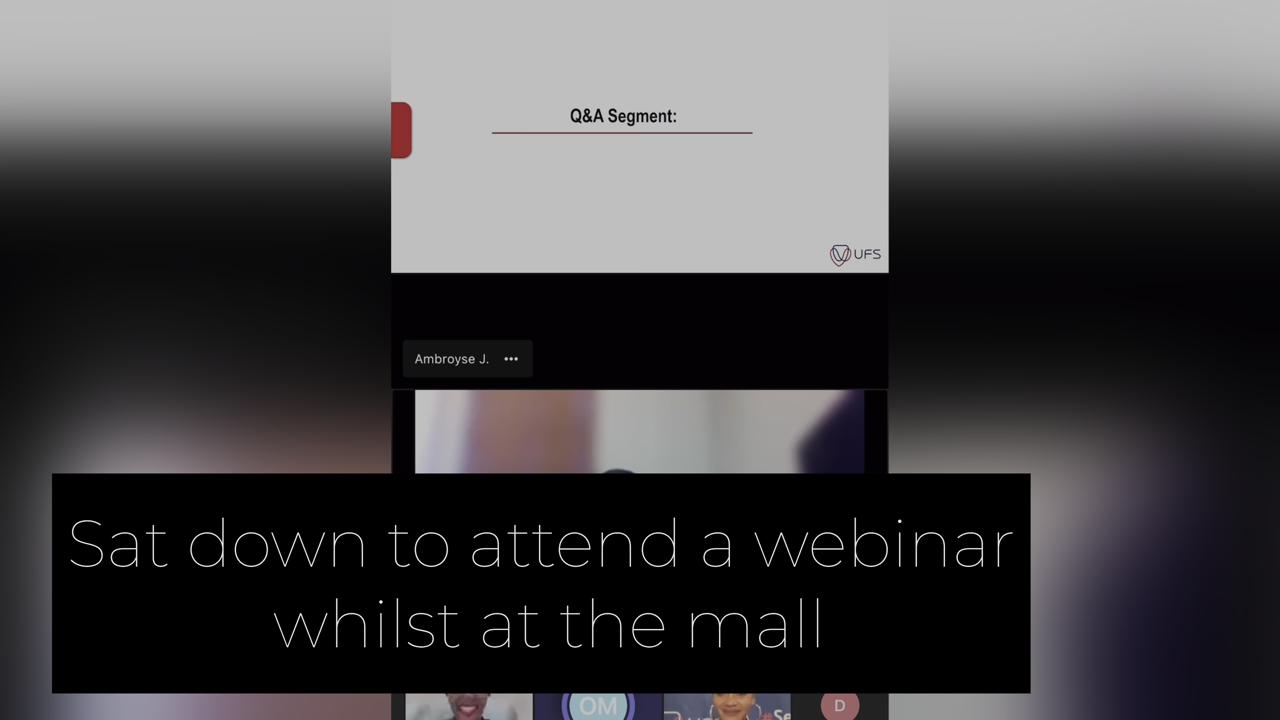 Q&A Segment:
UFS
Ambroyse J. •••
Sat down to attend a webinar
whilst at the mall
OM
D